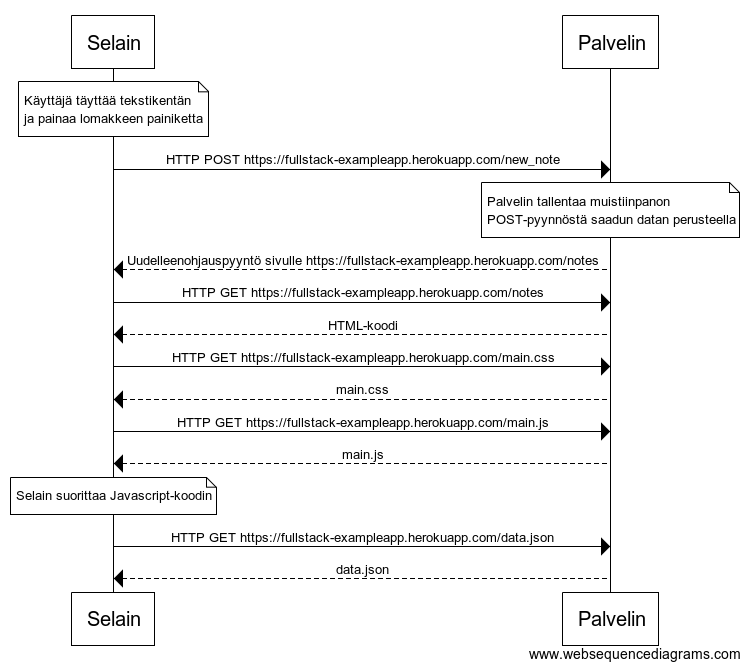 Selain
Palvelin
Käyttäjä täyttää tekstikentän
ja painaa lomakkeen painiketta
HTTP POST https://fullstack-exampleapp.herokuapp.com/new_note
Palvelin tallentaa muistiinpanon
POST-pyynnöstä saadun datan perusteella
Uudelleenohjauspyyntö sivulle https://fullstack-exampleapp.herokuapp.com/notes
HTTP GET https://fullstack-exampleapp.herokuapp.com/notes
HTML-koodi
HTTP GET https://fullstack-exampleapp.herokuapp.com/main.css
main.css
HTTP GET https://fullstack-exampleapp.herokuapp.com/main.js
main.js
Selain suorittaa Javascript-koodin
HTTP GET https://fullstack-exampleapp.herokuapp.com/data.json
data.json
Selain
Palvelin
www.websequencediagrams.com